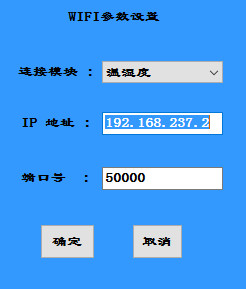 WIFI参数设置
连接模块 : 温湿度
IP 地址 : 192.168.237.2
端口号 : 50000
确定 取消